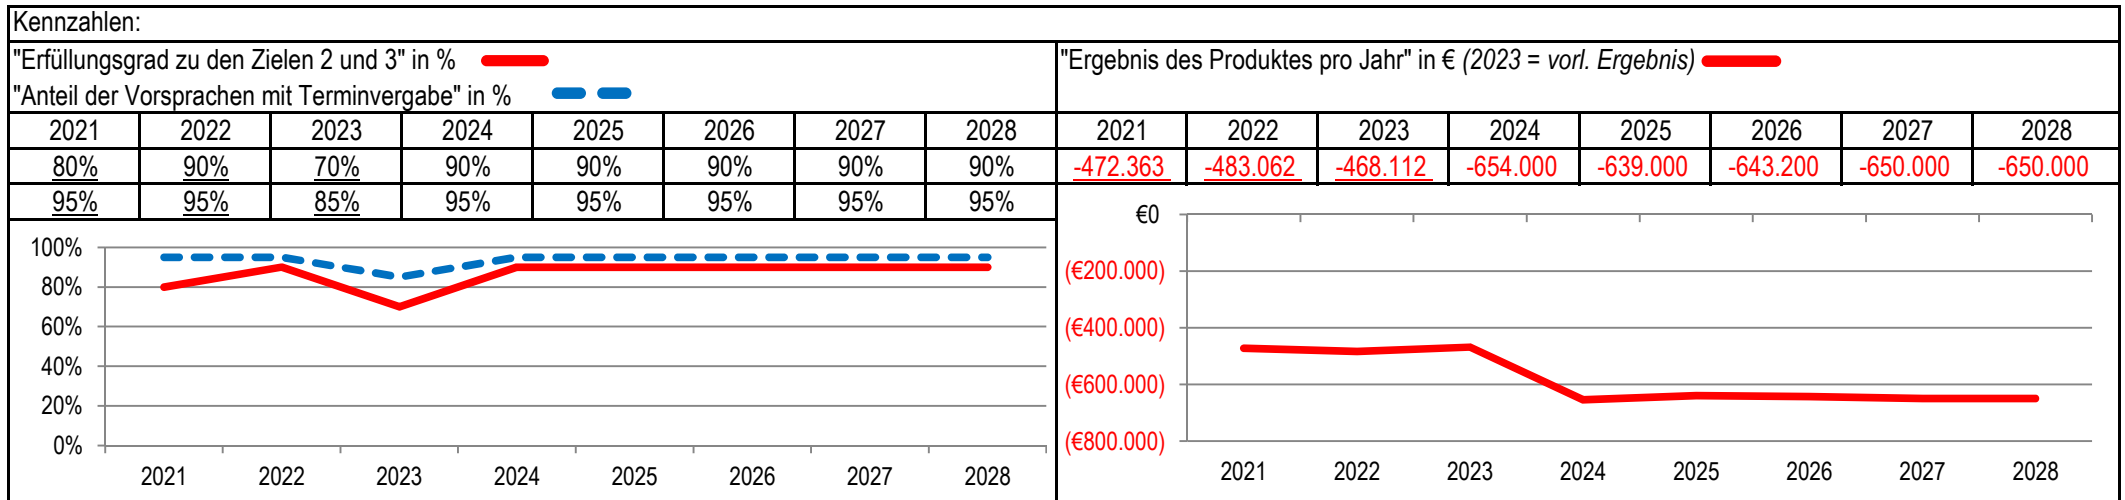 Kennzahlen:
"Erfüllungsgrad zu den Zielen 2 und 3" in %
"Anteil der Vorsprachen mit Terminvergabe" in %
2021 2022 2023 2024 2025 2026 2027 2028
80% 90% 70% 90% 90% 90% 90% 90%
95% 95% 85% 95% 95% 95% 95% 95%
100%
80%
60%
40%
20%
0%
2021 2022 2023 2024 2025 2026 2027 2028
"Ergebnis des Produktes pro Jahr" in € (2023 = vorl. Ergebnis)
2021 2022 2023 2024 2025 2026 2027 2028
-472.363 -483.062 -468.112 -654.000 -639.000 -643.200 -650.000 -650.000
€0
(€200.000)
(€400.000)
(€600.000)
(€800.000)
2021 2022 2023 2024 2025 2026 2027 2028